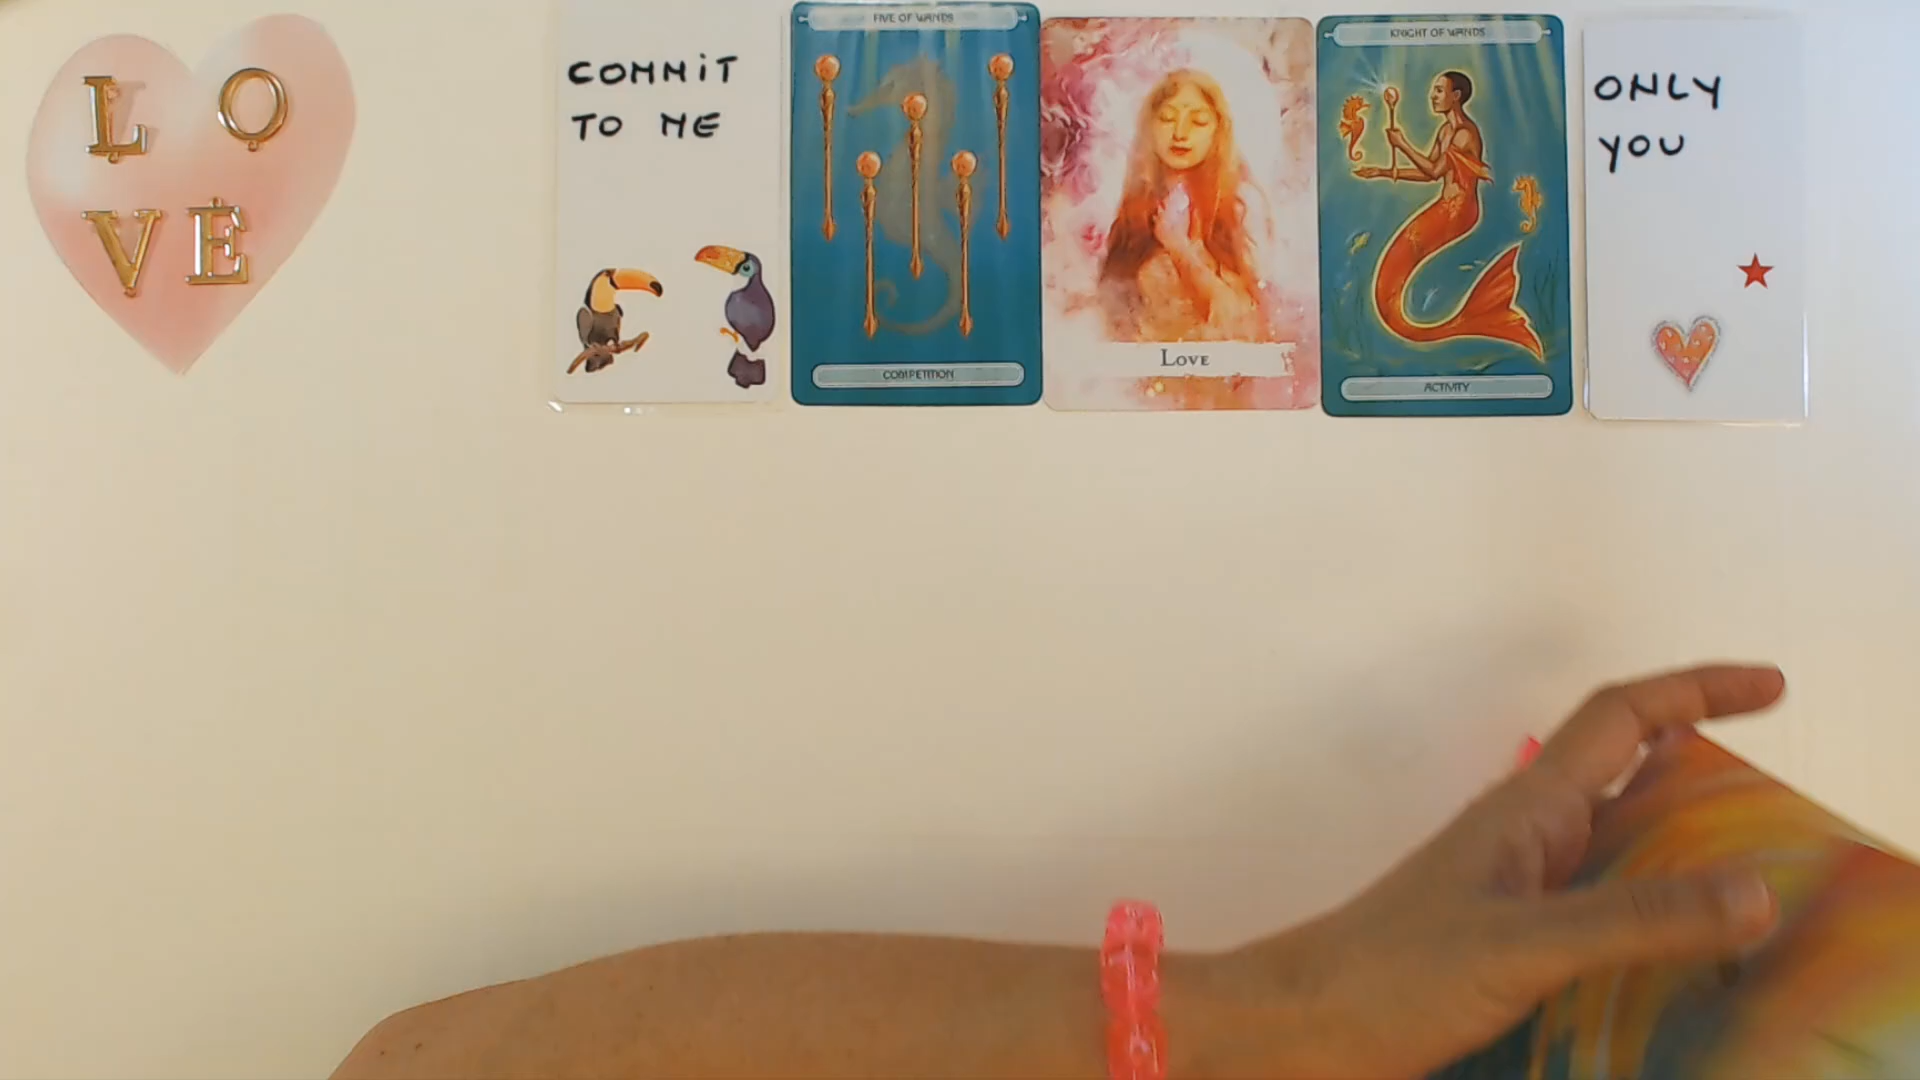 L O
V E
COMMiT
TO ME
FIVE OF WANDS
COMPETITION
LOVE
KNIGHT OF WANDS
ACTIVITY
ONLY
YOU